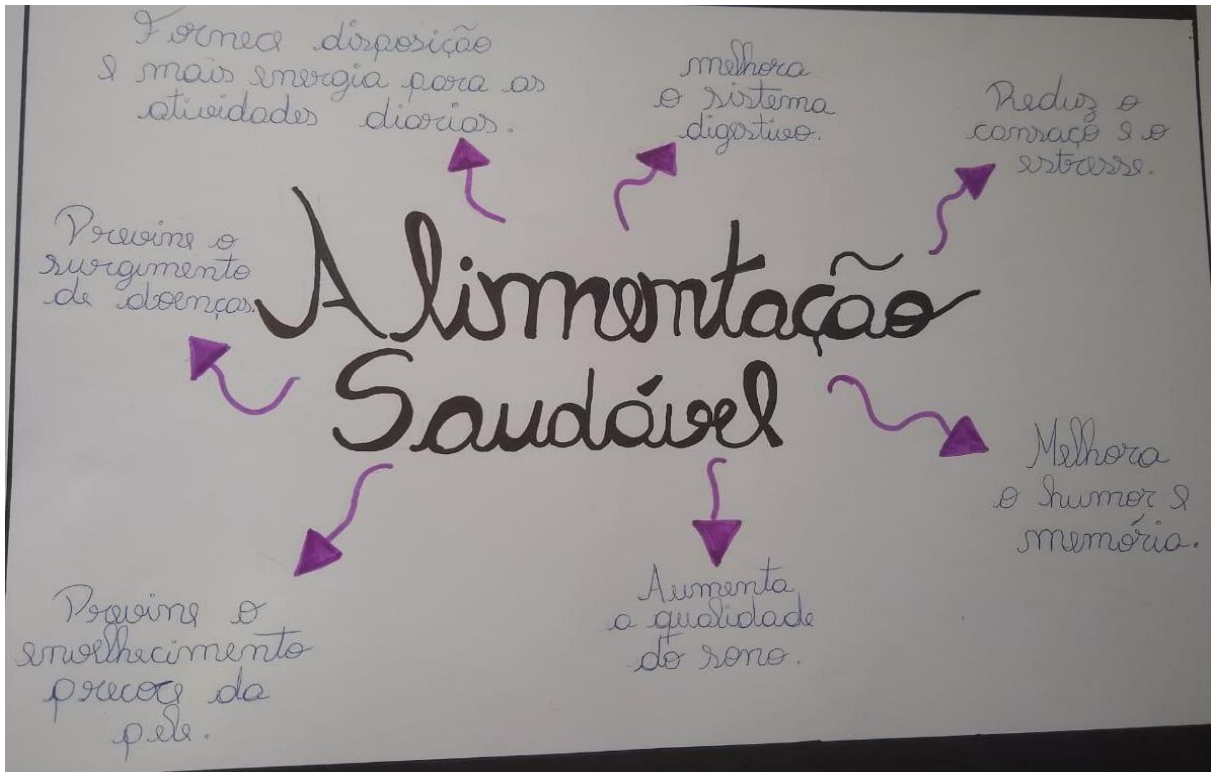 Fornece disposição
e mais energia para as
atividades diarias.
melhora
o sistema
digestivo.
Reduz o
cansaço e o
estresse.
Previne o
surgimento
de doenças.
Alimentação
Saudável
Melhora
o humor e
memória.
Previne o
envelhecimento
precoce da
pele.
Aumenta
a qualidade
do sono.